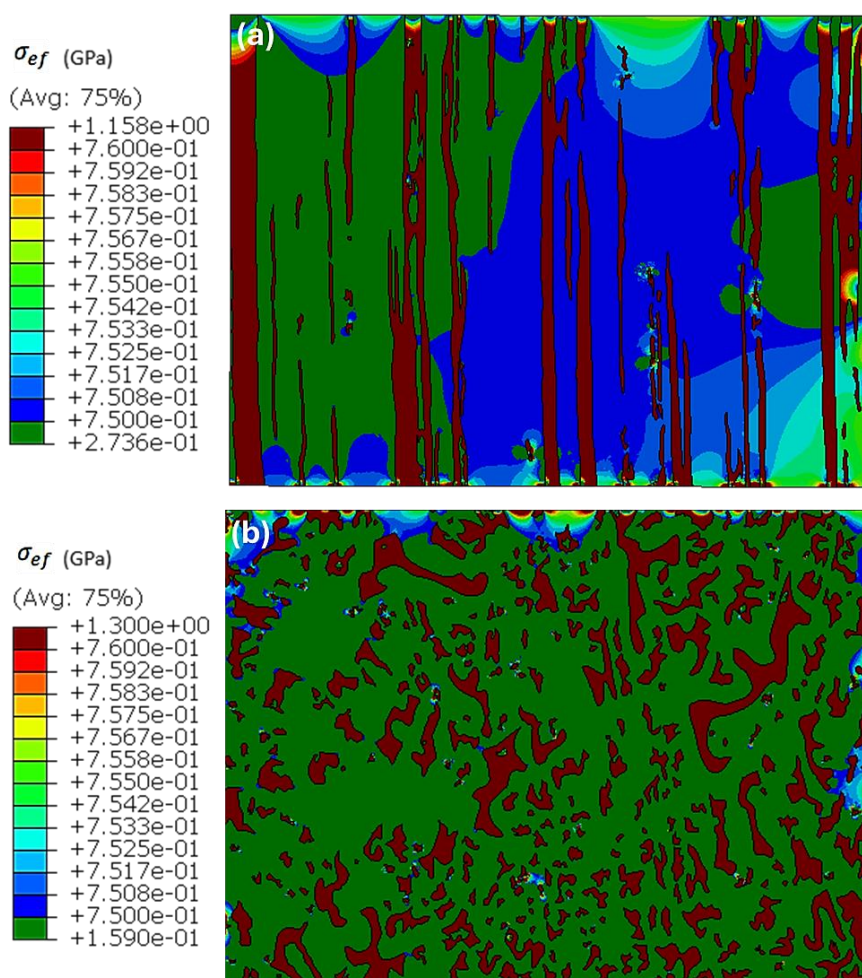 (a)
σef (GPa)
(Avg: 75%)
+1.158e+00
+7.600e-01
+7.592e-01
+7.583e-01
+7.575e-01
+7.567e-01
+7.558e-01
+7.550e-01
+7.542e-01
+7.533e-01
+7.525e-01
+7.517e-01
+7.508e-01
+7.500e-01
+2.736e-01
(b)
σef (GPa)
(Avg: 75%)
+1.300e+00
+7.600e-01
+7.592e-01
+7.583e-01
+7.575e-01
+7.567e-01
+7.558e-01
+7.550e-01
+7.542e-01
+7.533e-01
+7.525e-01
+7.517e-01
+7.508e-01
+7.500e-01
+1.590e-01